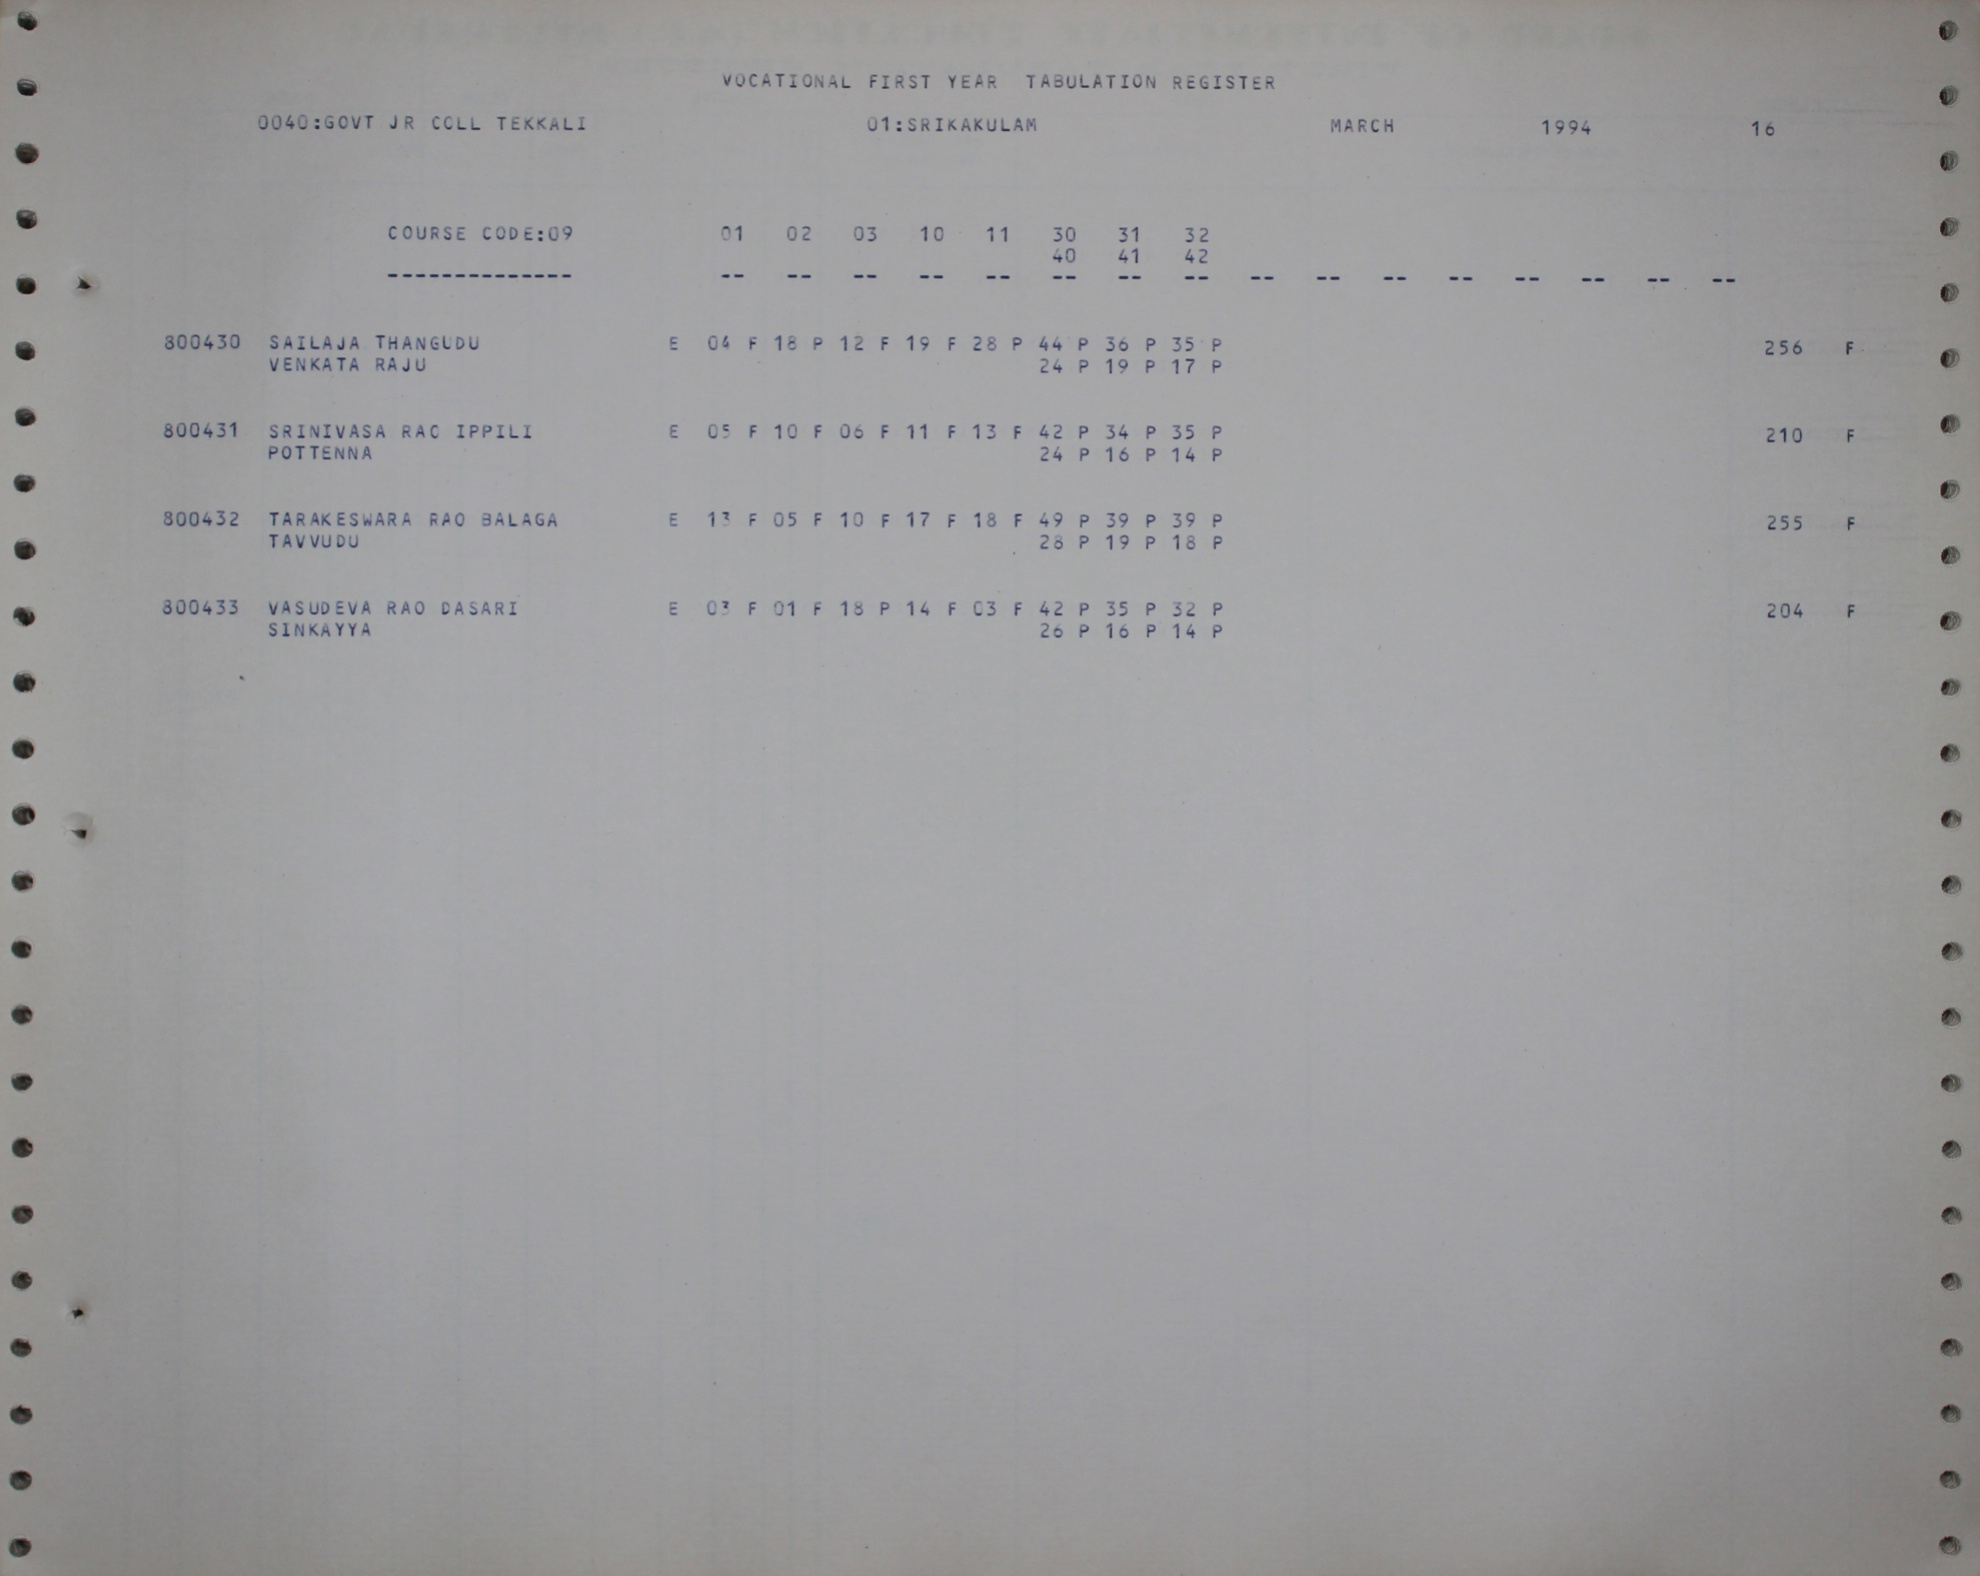 VOCATIONAL FIRST YEAR TABULATION REGISTER
0040:GOVT JR COLL TEKKALI 01:SRIKAKULAM MARCH 1994 16
COURSE CODE:09 01 02 03 10 11 30 31 32
40 41 42
-------------- -- -- -- -- -- -- -- -- -- -- -- -- -- -- -- --
800430 SAILAJA THANGUDU E 04 F 18 P 12 F 19 F 28 P 44 P 36 P 35 P 256 F
VENKATA RAJU 24 P 19 P 17 P
800431 SRINIVASA RAO IPPILI E 05 F 10 F 06 F 11 F 13 F 42 P 34 P 35 P 210 F
POTTENNA 24 P 16 P 14 P
800432 TARAKESWARA RAO BALAGA E 13 F 05 F 10 F 17 F 18 F 49 P 39 P 39 P 255 F
TAVVUDU 28 P 19 P 18 P
800433 VASUDEVA RAO DASARI E 03 F 01 F 18 P 14 F 03 F 42 P 35 P 32 P 204 F
SINKAYYA 26 P 16 P 14 P